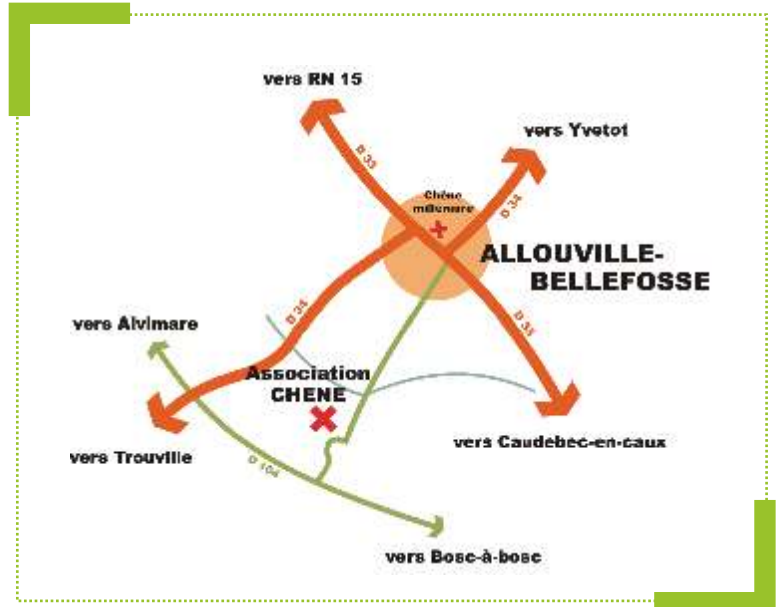 vers RN 15
vers Yvetot
D 33
Chêne
millenaire
D 34
ALLOUVILLE-
BELLEFOSSE
D 34
D 33
vers Alvimare
Association
CHENE
vers Trouville
vers Caudebec-en-caux
D 104
vers Bosc-à-bosc